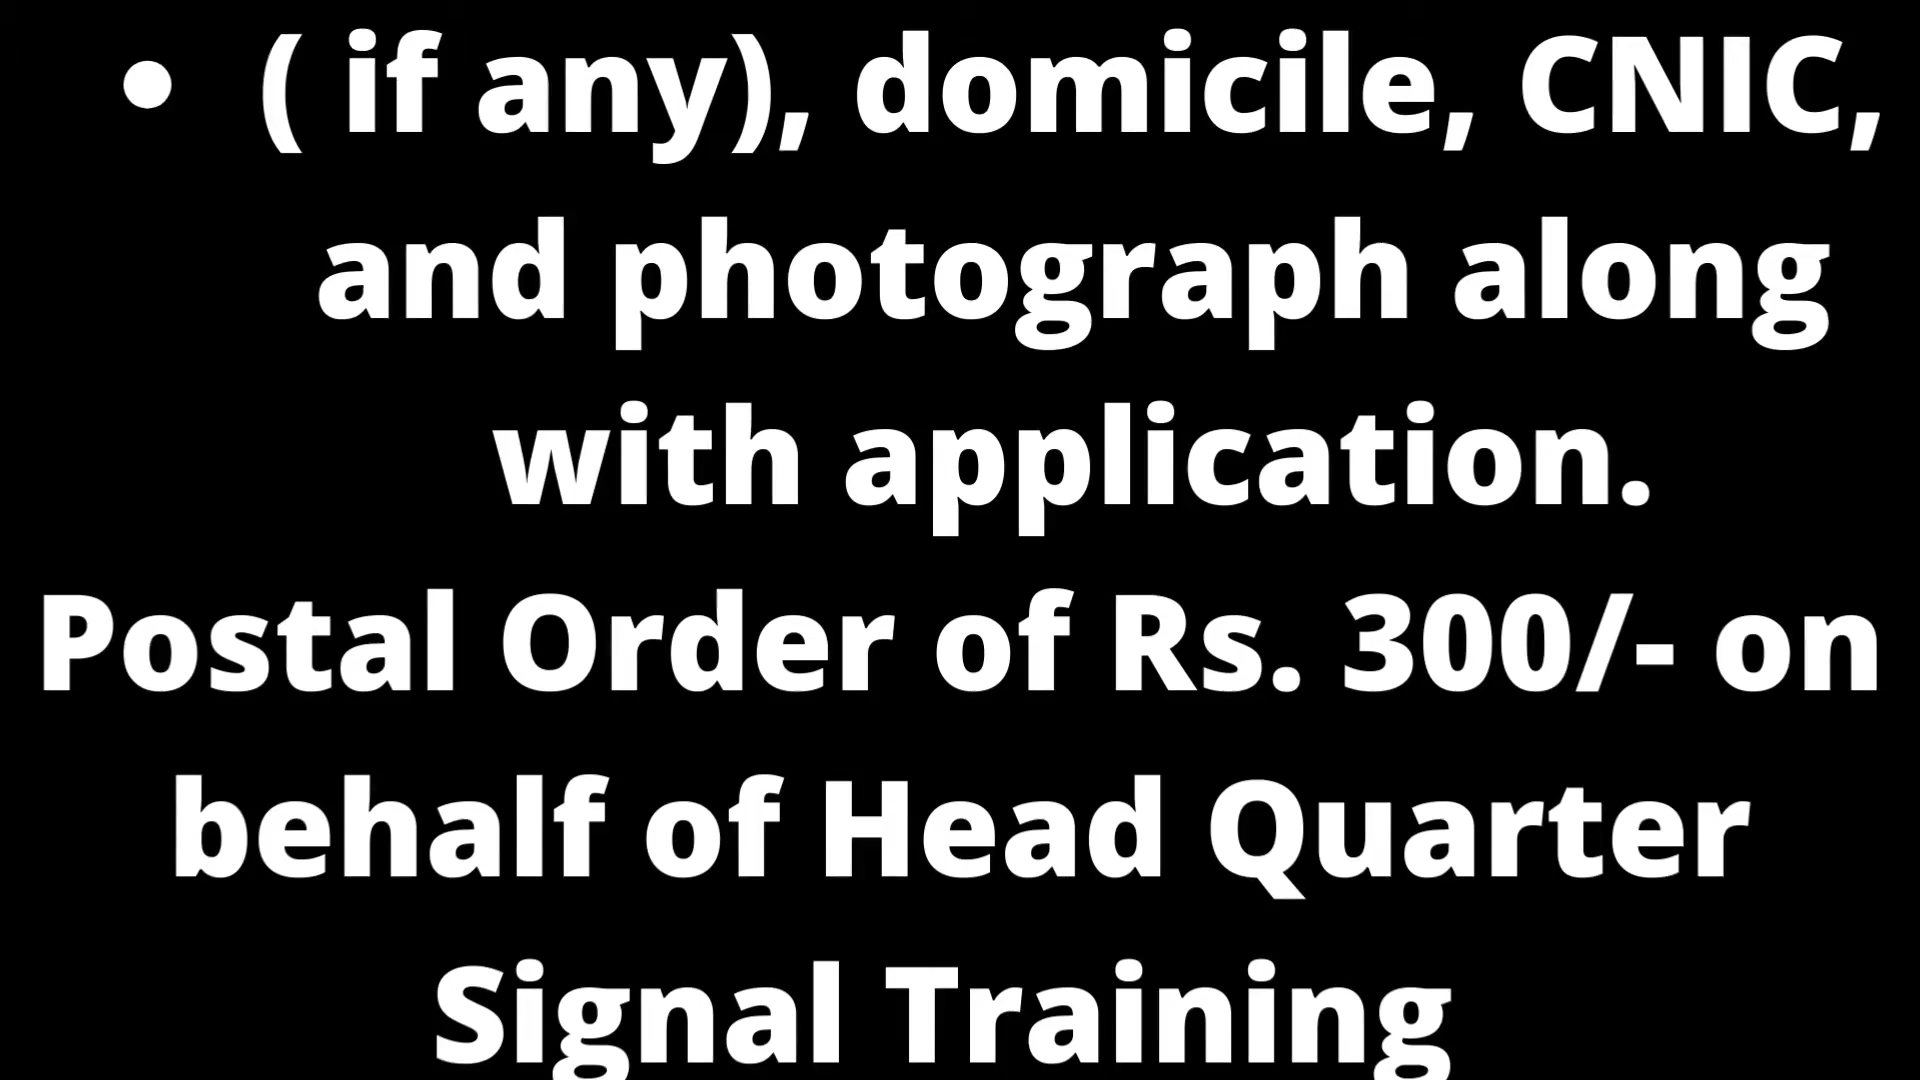 • ( if any), domicile, CNIC,
and photograph along
with application.
Postal Order of Rs. 300/- on
behalf of Head Quarter
Signal Training